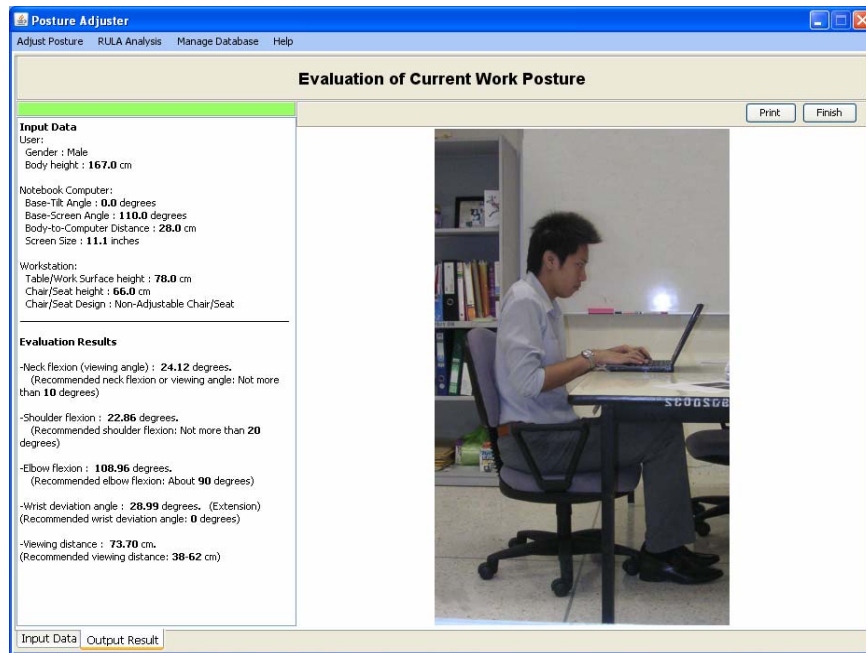 Posture Adjuster
Adjust Posture RULA Analysis Manage Database Help
Evaluation of Current Work Posture
Print Finish
Input Data
User:
Gender : Male
Body height : 167.0 cm
Notebook Computer:
Base-Tilt Angle : 0.0 degrees
Base-Screen Angle : 110.0 degrees
Body-to-Computer Distance : 28.0 cm
Screen Size : 11.1 inches
Workstation:
Table/Work Surface height : 78.0 cm
Chair/Seat height : 66.0 cm
Chair/Seat Design : Non-Adjustable Chair/Seat
Evaluation Results
-Neck flexion (viewing angle) : 24.12 degrees.
(Recommended neck flexion or viewing angle: Not more
than 10 degrees)
-Shoulder flexion : 22.86 degrees.
(Recommended shoulder flexion: Not more than 20
degrees)
-Elbow flexion : 108.96 degrees.
(Recommended elbow flexion: About 90 degrees)
-Wrist deviation angle : 28.99 degrees. (Extension)
(Recommended wrist deviation angle: 0 degrees)
-Viewing distance : 73.70 cm.
(Recommended viewing distance: 38-62 cm)
Input Data Output Result